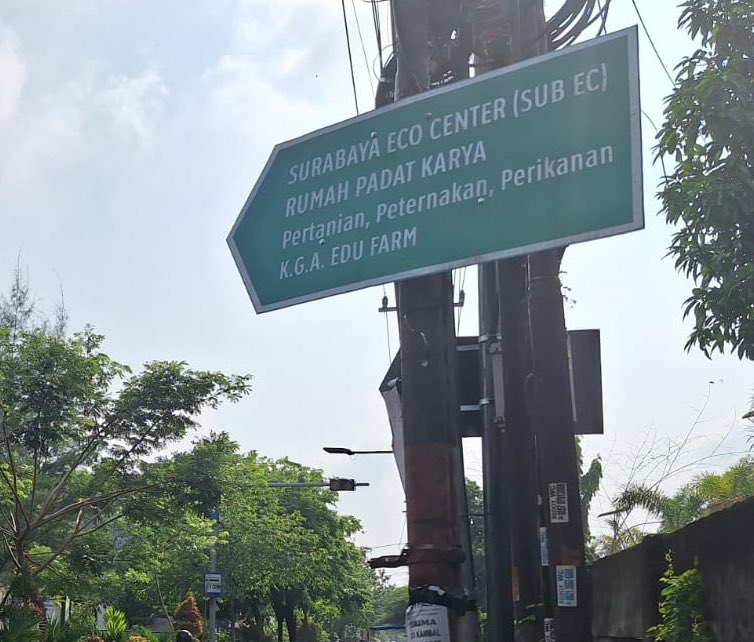 SURABAYA ECO CENTER (SUB EC)
RUMAH PADAT KARYA
Pertanian, Peternakan, Perikanan
K.G.A. EDU FARM